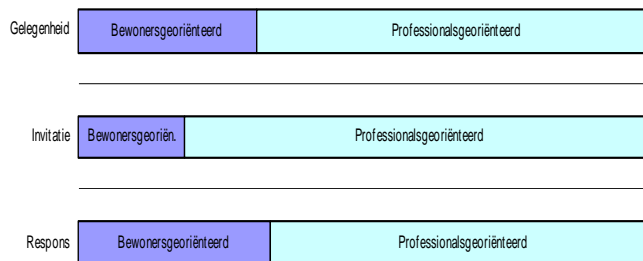 Gelegenheid Bewonersgeoriënteerd Professionalsgeoriënteerd
Invitatie Bewonersgeoriën. Professionalsgeoriënteerd
Respons Bewonersgeoriënteerd Professionalsgeoriënteerd